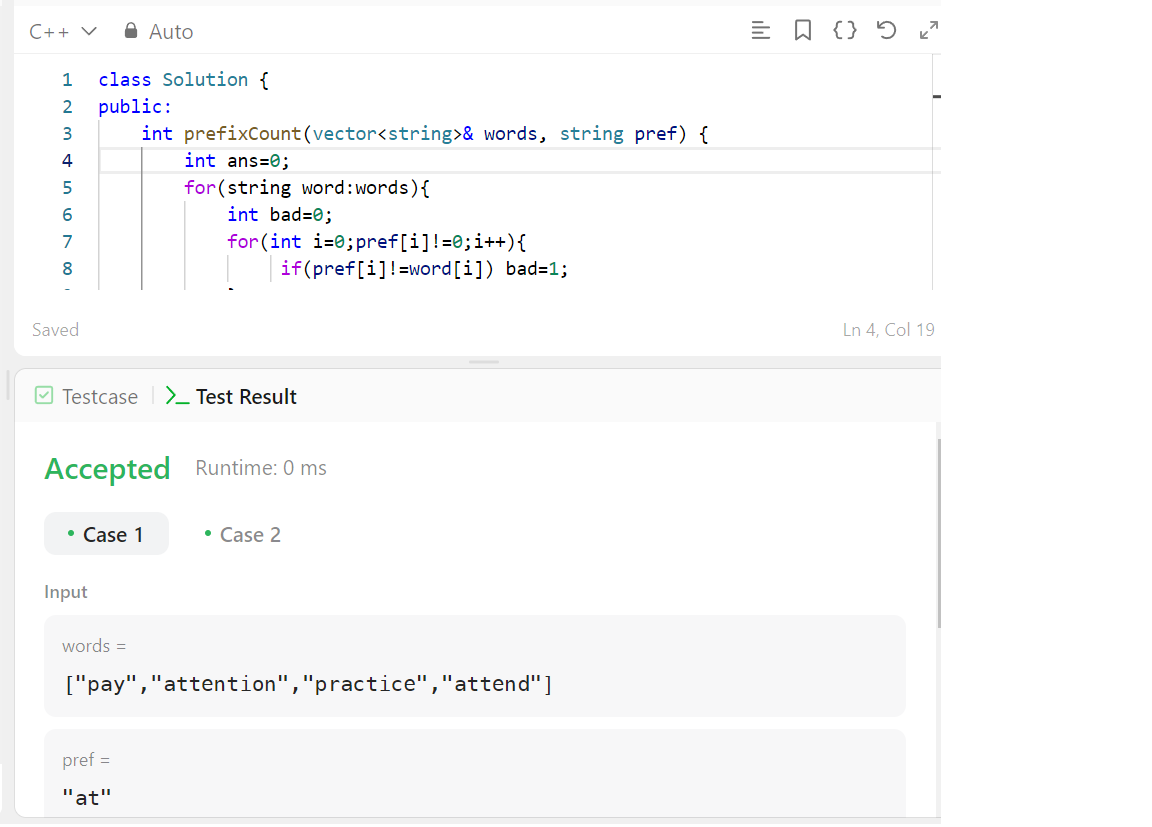 C++ Auto
1 class Solution {
2 public:
3 int prefixCount(vector<string>& words, string pref) {
4 int ans=0;
5 for(string word:words){
6 int bad=0;
7 for(int i=0;pref[i]!=0;i++){
8 if(pref[i]!=word[i]) bad=1;
Saved Ln 4, Col 19
Testcase Test Result
Accepted Runtime: 0 ms
Case 1 Case 2
Input
words =
["pay","attention","practice","attend"]
pref =
"at"